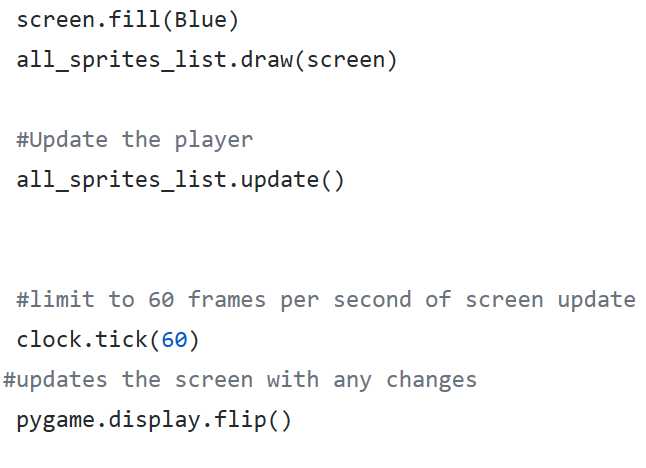 screen.fill(Blue)
all_sprites_list.draw(screen)
#Update the player
all_sprites_list.update()
#limit to 60 frames per second of screen update
clock.tick(60)
#updates the screen with any changes
pygame.display.flip()